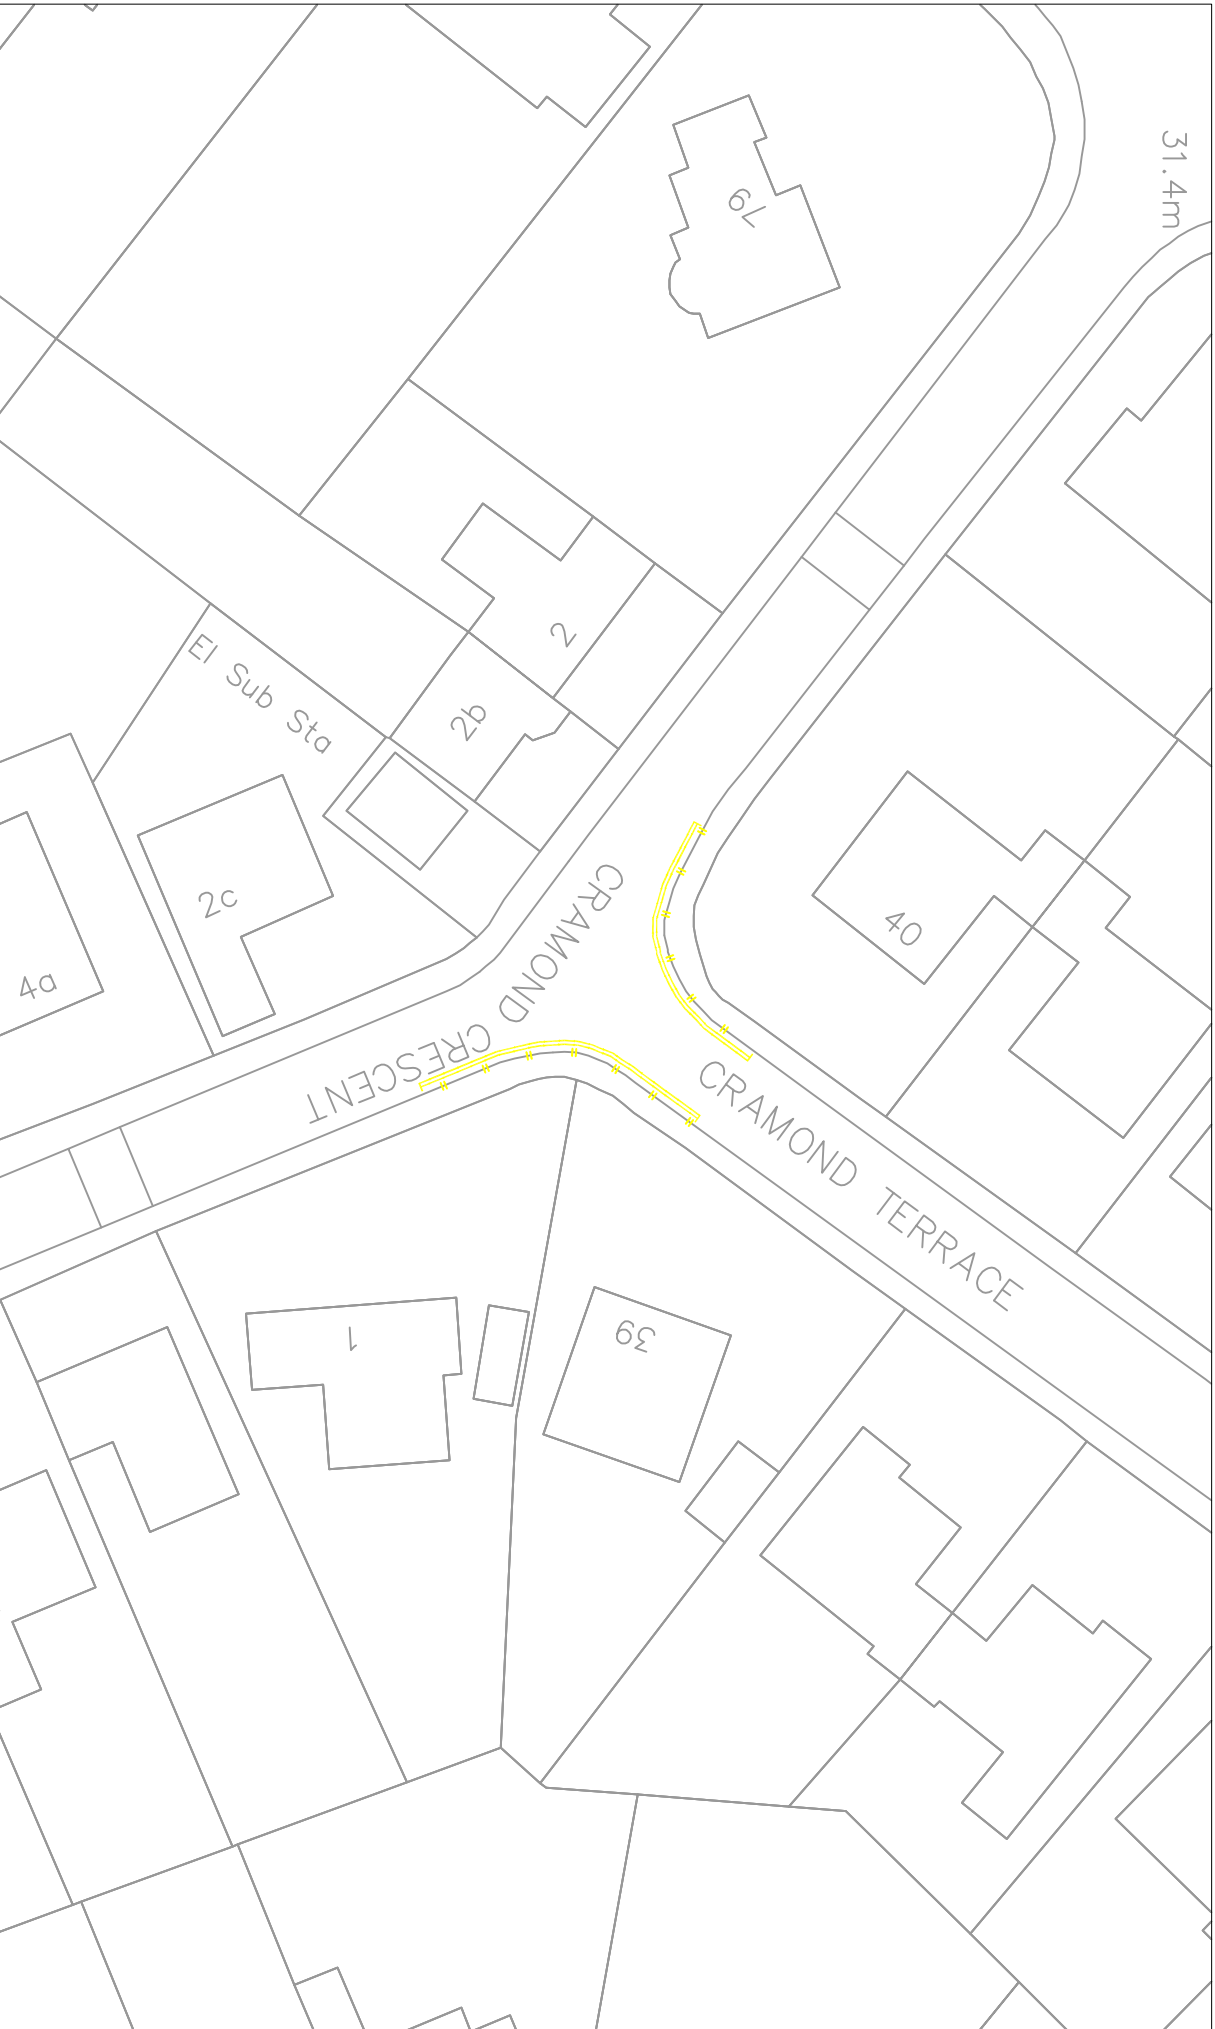 31.4m
79
2
El Sub Sta
2b
2c
40
4a
CRAMOND CRESCENT
CRAMOND TERRACE
1
39